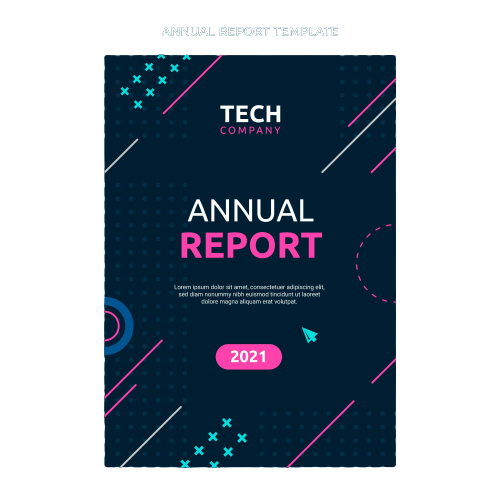 ANNUAL REPORT TEMPLATE
TECH
COMPANY
ANNUAL
REPORT
Lorem ipsum dolor sit amet, consectetuer adipiscing elit,
sed diam nonummy nibh euismod tincidunt ut laoreet
dolore magna aliquam erat volutpat.
2021